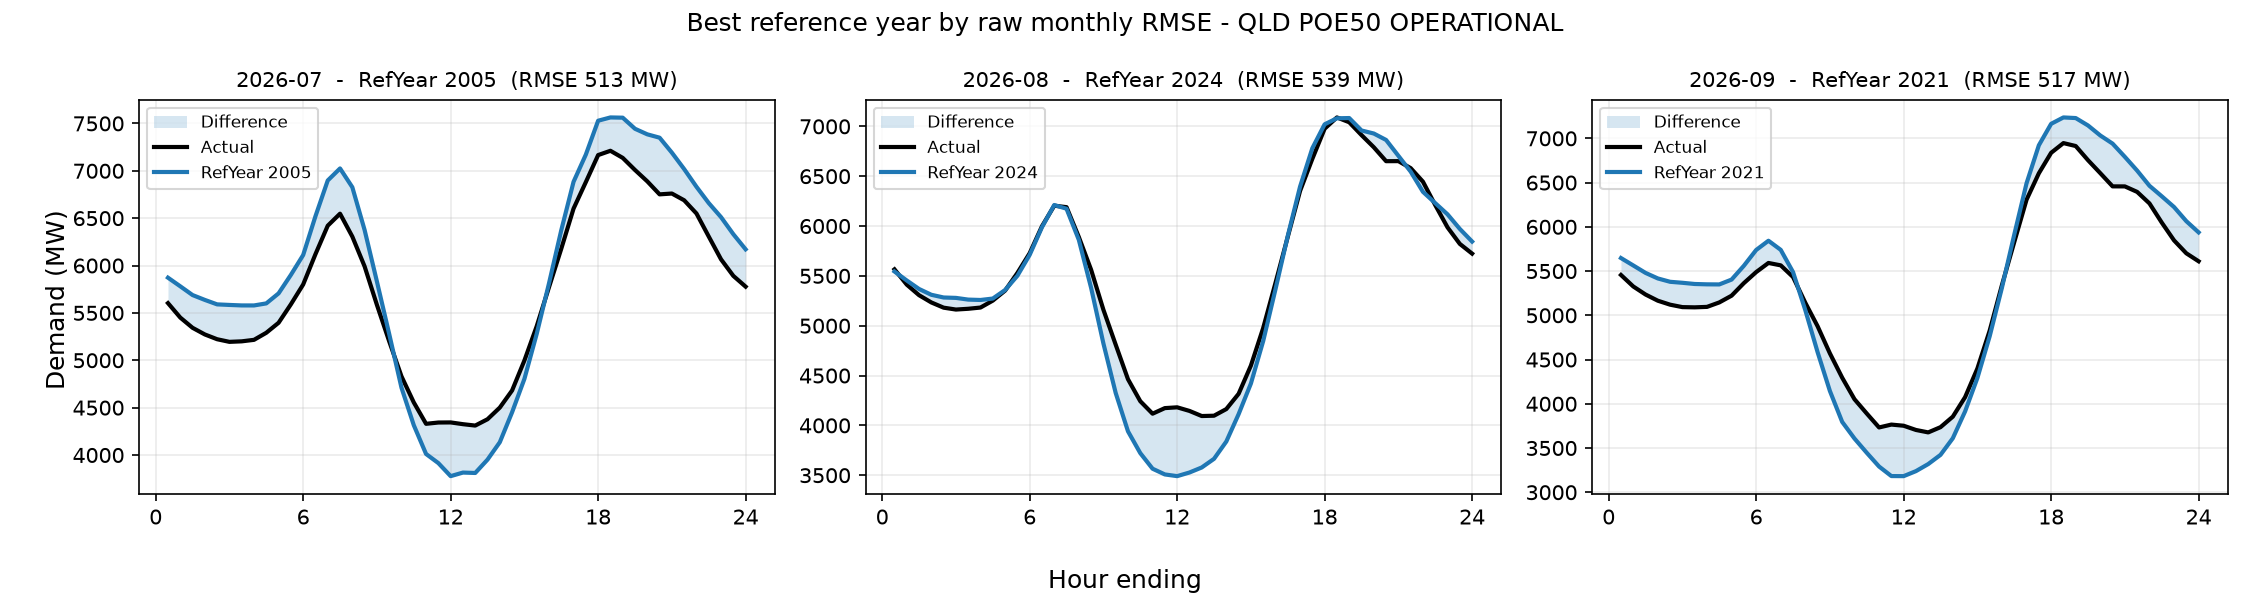 Best reference year by raw monthly RMSE - QLD POE50 OPERATIONAL
2026-07 - RefYear 2005 (RMSE 513 MW)
Difference
Actual
RefYear 2005
Demand (MW)
7500
7000
6500
6000
5500
5000
4500
4000
0 6 12 18 24
2026-08 - RefYear 2024 (RMSE 539 MW)
Difference
Actual
RefYear 2024
7000
6500
6000
5500
5000
4500
4000
3500
0 6 12 18 24
2026-09 - RefYear 2021 (RMSE 517 MW)
Difference
Actual
RefYear 2021
7000
6500
6000
5500
5000
4500
4000
3500
3000
0 6 12 18 24
Hour ending